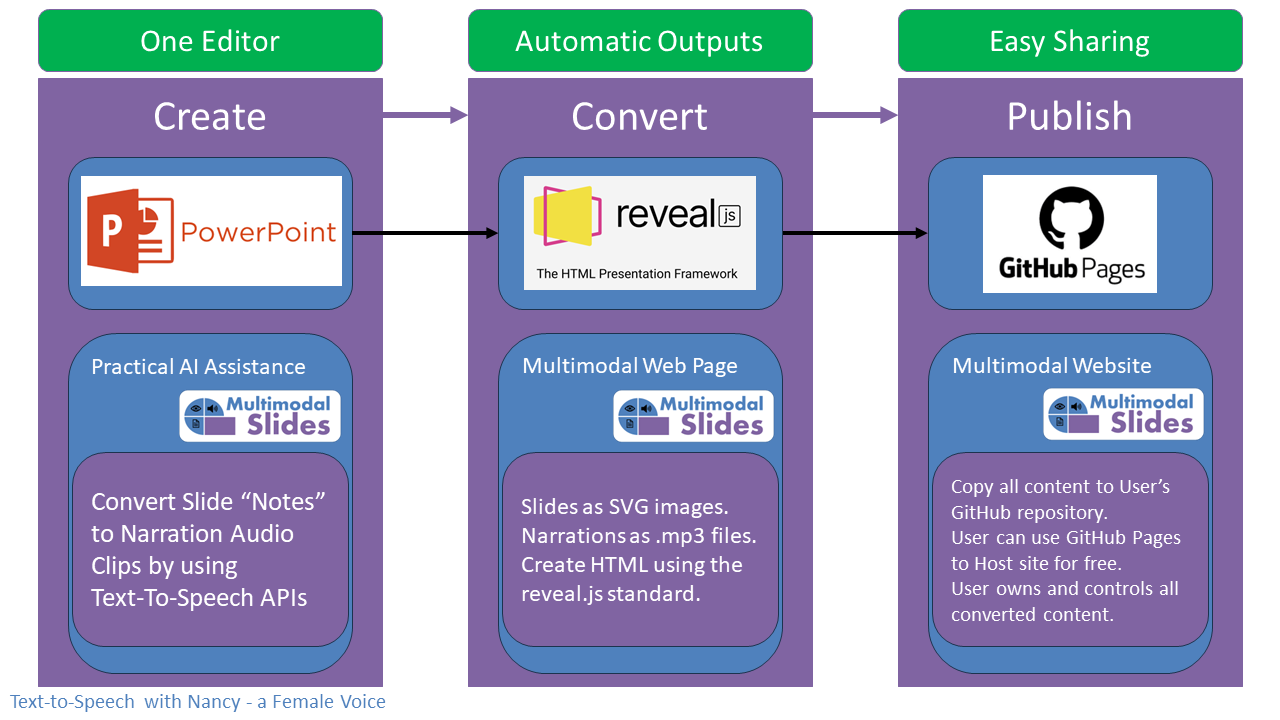 One Editor
Automatic Outputs
Easy Sharing
Create
Convert
Publish
P
PowerPoint
reveal js
The HTML Presentation Framework
GitHub Pages
Practical AI Assistance
Multimodal
Slides
Convert Slide “Notes”
to Narration Audio
Clips by using
Text-To-Speech APIs
Multimodal Web Page
Multimodal
Slides
Slides as SVG images.
Narrations as .mp3 files.
Create HTML using the
reveal.js standard.
Multimodal Website
Multimodal
Slides
Copy all content to User’s
GitHub repository.
User can use GitHub Pages
to Host site for free.
User owns and controls all
converted content.
Text-to-Speech with Nancy - a Female Voice